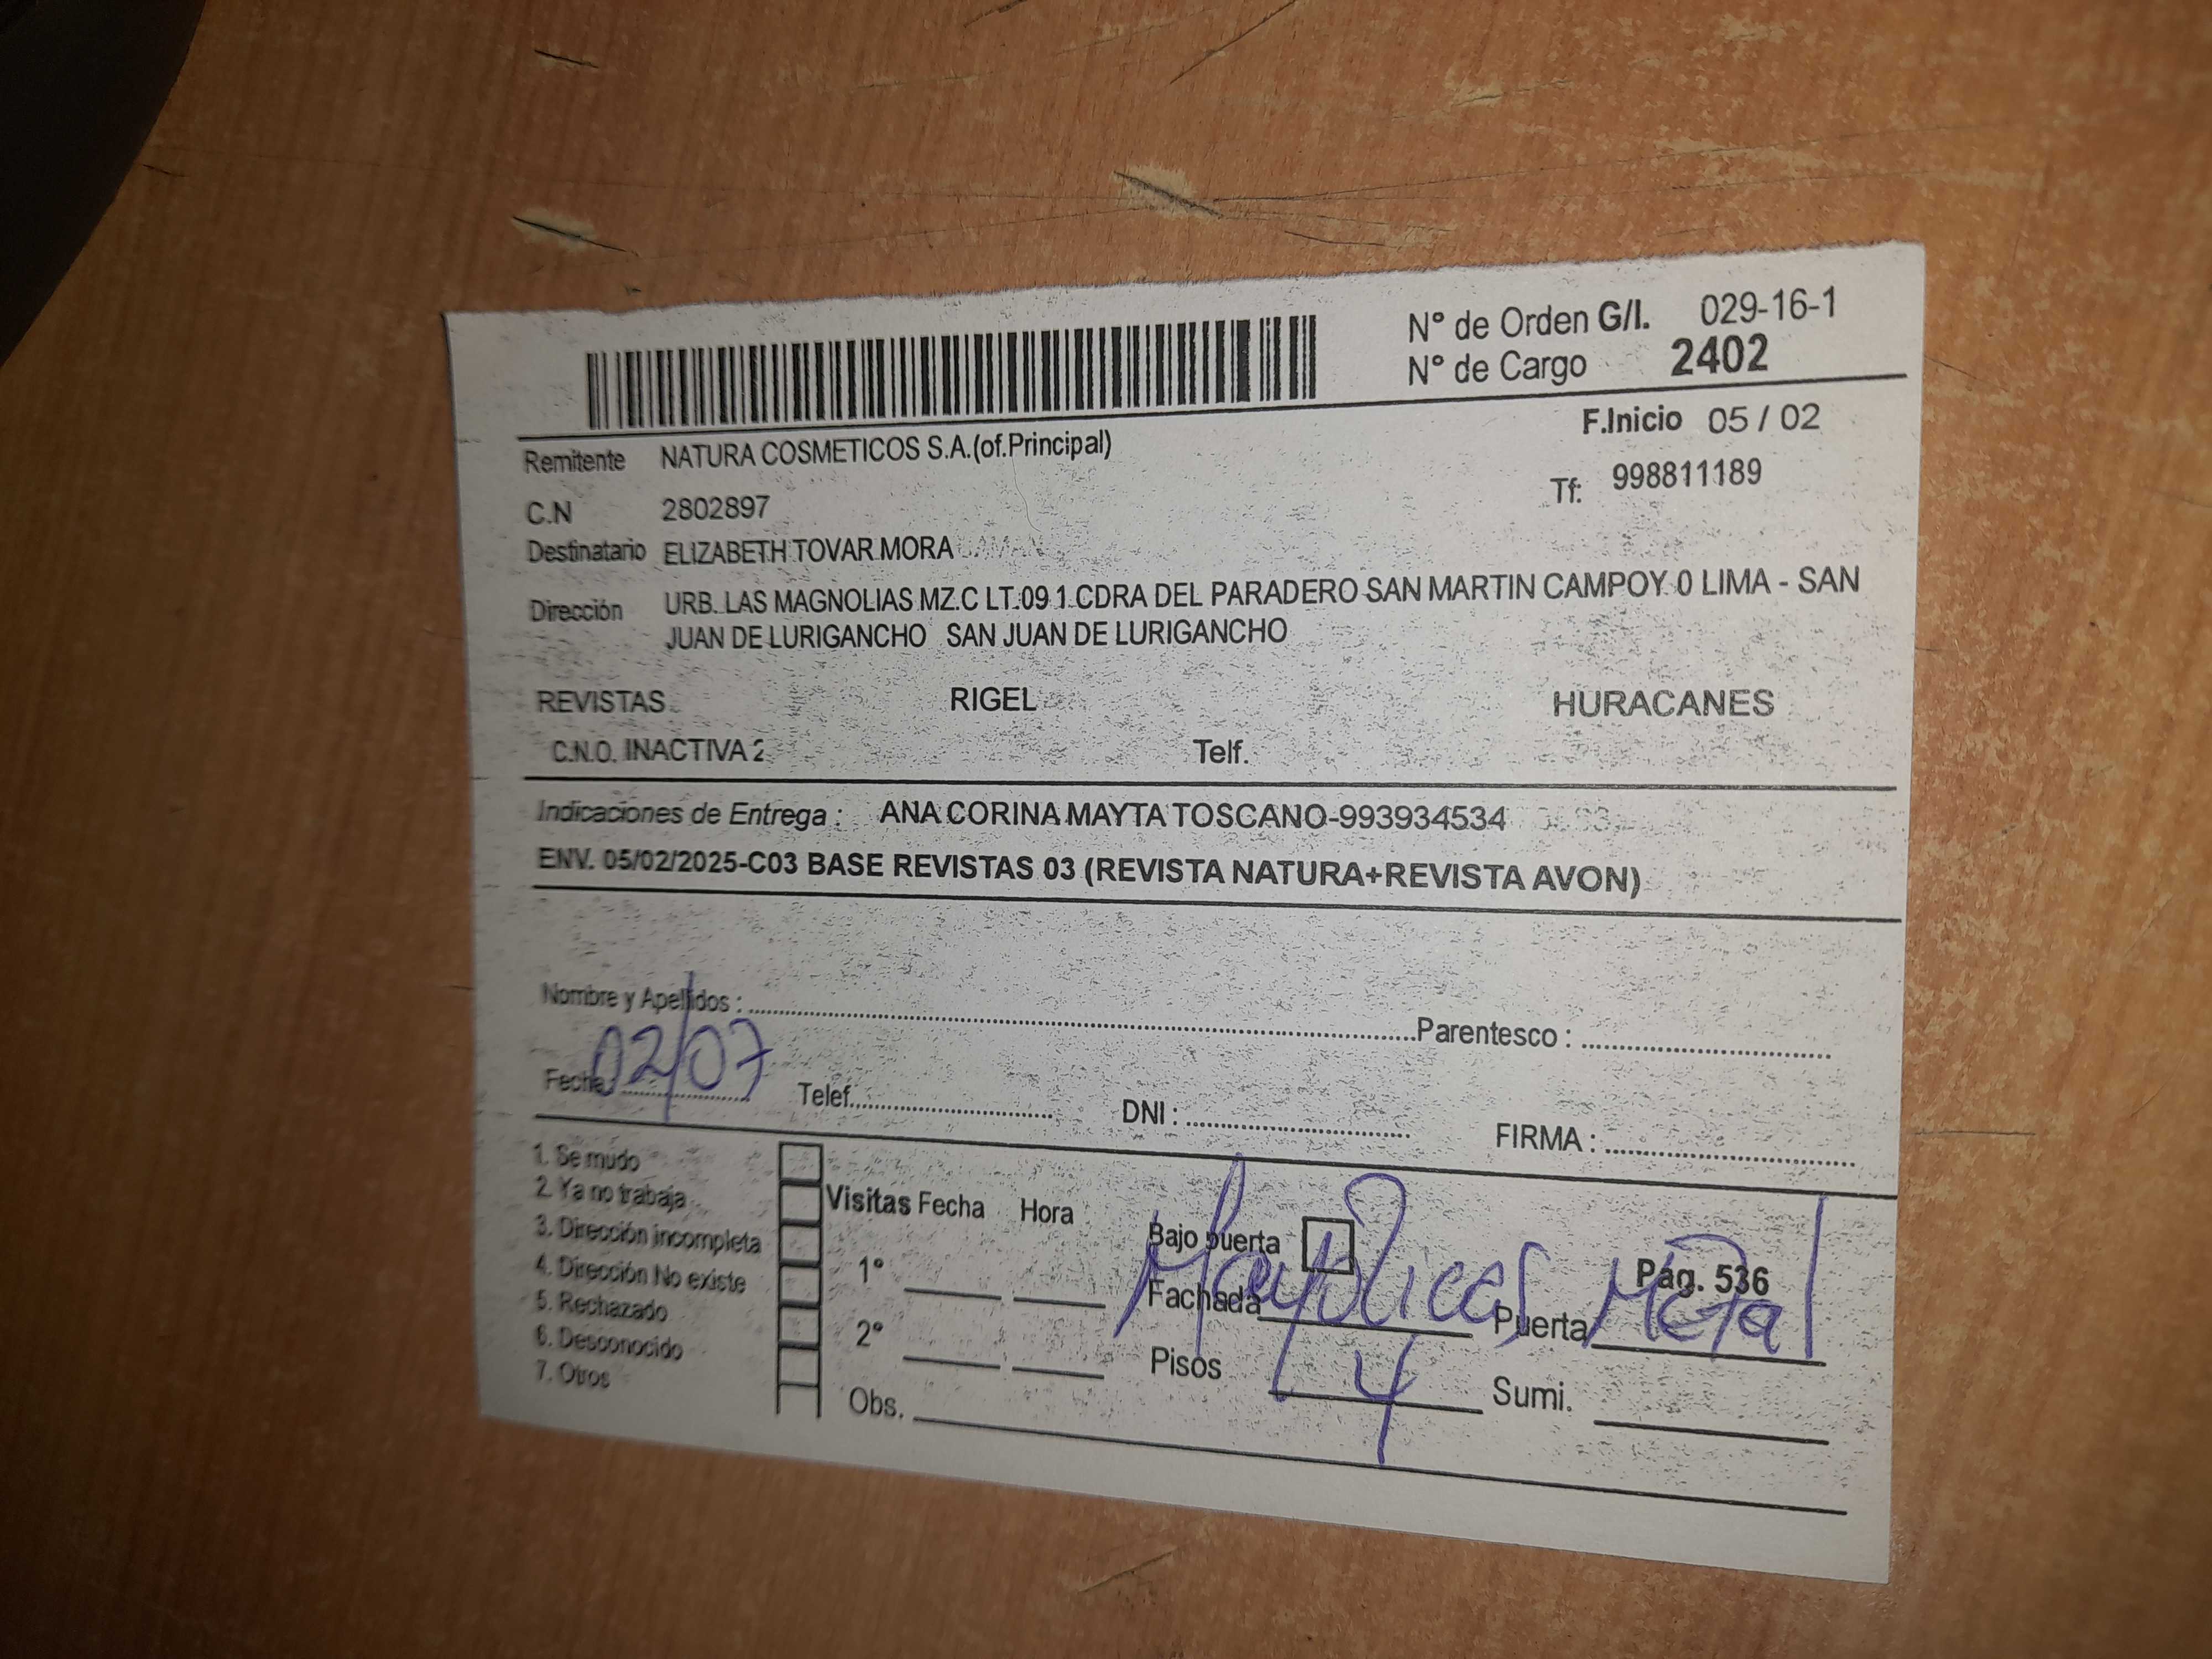 N° de Orden G/I. 029-16-1
N° de Cargo 2402
F.Inicio 05 / 02
Remitente NATURA COSMETICOS S.A.(of.Principal)
Tf: 998811189
C.N 2802897
Destinatario ELIZABETH TOVAR MORA
Dirección URB. LAS MAGNOLIAS MZ.C LT.09 1 CDRA DEL PARADERO SAN MARTIN CAMPOY 0 LIMA - SAN
JUAN DE LURIGANCHO SAN JUAN DE LURIGANCHO
REVISTAS RIGEL HURACANES
C.N.O. INACTIVA 2 Telf.
Indicaciones de Entrega : ANA CORINA MAYTA TOSCANO-993934534
ENV. 05/02/2025-C03 BASE REVISTAS 03 (REVISTA NATURA+REVISTA AVON)
Nombre y Apellidos : Parentesco :
Fecha: 02/07 Telef. DNI : FIRMA :
1. Se mudo
2. Ya no trabaja
3. Dirección incompleta
4. Dirección No existe
5. Rechazado
6. Desconocido
7. Otros
Visitas Fecha Hora
1°
2°
Obs.
Bajo puerta
Pág. 536
Fachada Mayolicas Puerta Metal
Pisos 4 Sumi.